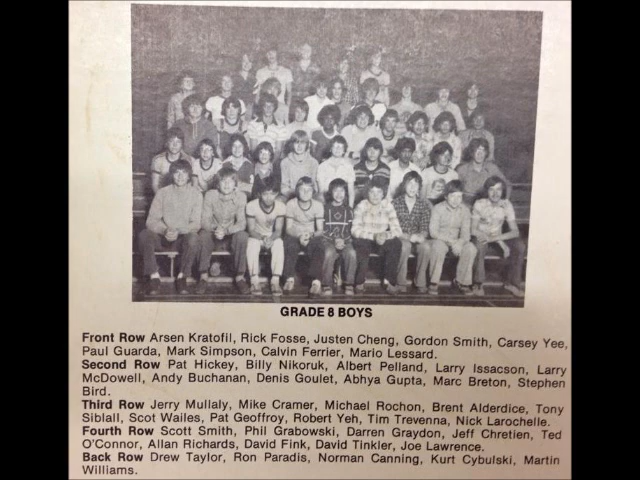 GRADE 8 BOYS
Front Row Arsen Kratofil, Rick Fosse, Justen Cheng, Gordon Smith, Carsey Yee,
Paul Guarda, Mark Simpson, Calvin Ferrier, Mario Lessard.
Second Row Pat Hickey, Billy Nikoruk, Albert Pelland, Larry Issacson, Larry
McDowell, Andy Buchanan, Denis Goulet, Abhya Gupta, Marc Breton, Stephen
Bird.
Third Row Jerry Mullaly, Mike Cramer, Michael Rochon, Brent Alderdice, Tony
Siblall, Scot Wailes, Pat Geoffroy, Robert Yeh, Tim Trevenna, Nick Larochelle.
Fourth Row Scott Smith, Phil Grabowski, Darren Graydon, Jeff Chretien, Ted
O'Connor, Allan Richards, David Fink, David Tinkler, Joe Lawrence.
Back Row Drew Taylor, Ron Paradis, Norman Canning, Kurt Cybulski, Martin
Williams.